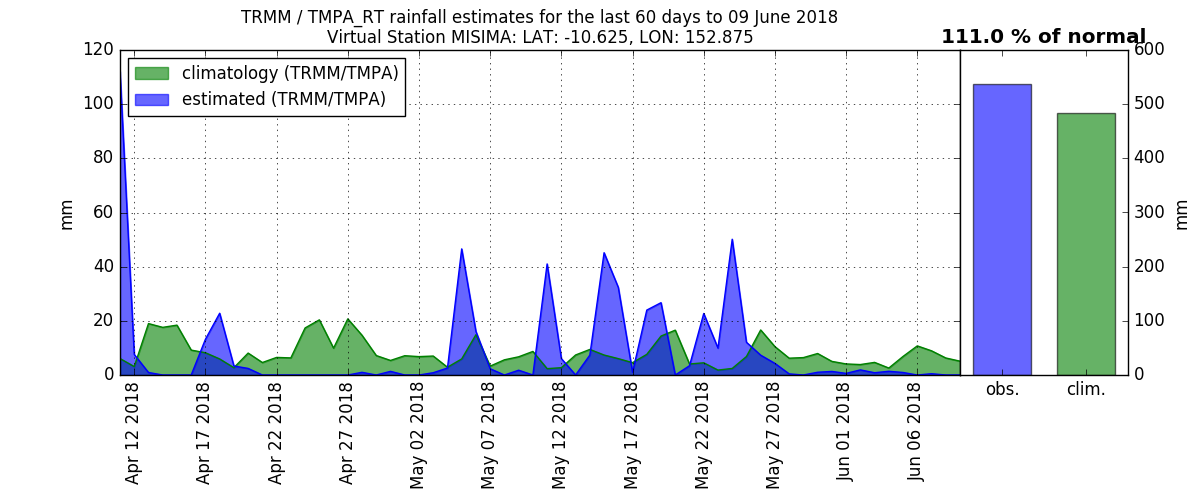 TRMM / TMPA_RT rainfall estimates for the last 60 days to 09 June 2018
Virtual Station MISIMA: LAT: -10.625, LON: 152.875
111.0 % of normal
climatology (TRMM/TMPA)
estimated (TRMM/TMPA)
mm
120
100
80
60
40
20
0
Apr 12 2018
Apr 17 2018
Apr 22 2018
Apr 27 2018
May 02 2018
May 07 2018
May 12 2018
May 17 2018
May 22 2018
May 27 2018
Jun 01 2018
Jun 06 2018
obs.
clim.
600
500
400
300
200
100
0
mm